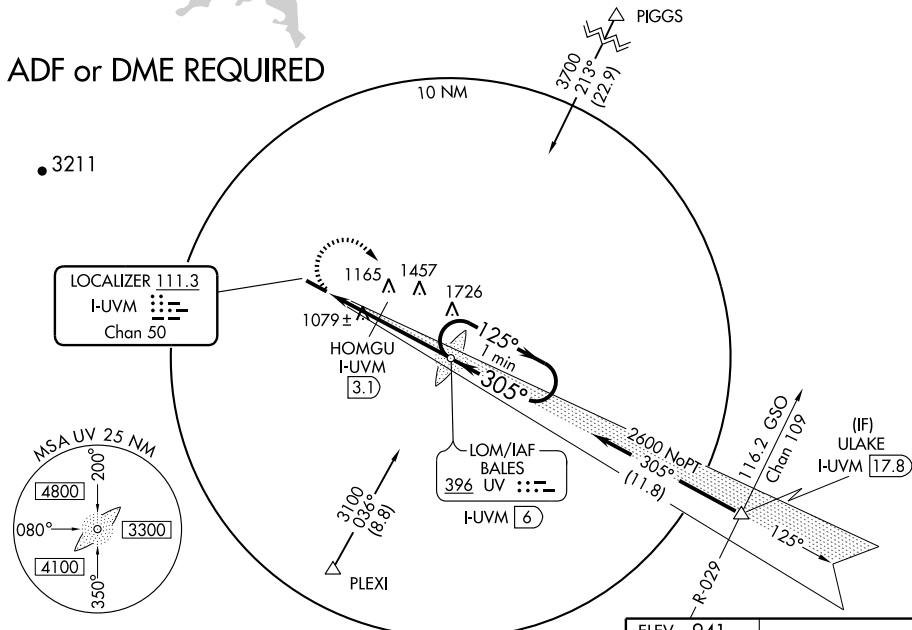 PIGGS
ADF or DME REQUIRED
3700
213°
(22.9)
10 NM
3211
LOCALIZER 111.3
I-UVM
Chan 50
1165
1457
1726
1079±
HOMGU
I-UVM
3.1
125°
1 min
305°
2600 NoPT
305°
(11.8)
116.2 GSO
Chan 109
(IF)
ULAKE
I-UVM 17.8
LOM/IAF
BALES
396 UV
I-UVM 6
125°
MSA UV 25 NM
200°
4800
080°
3300
4100
350°
3100
036°
(8.8)
PLEXI
R-029
ELEV 941